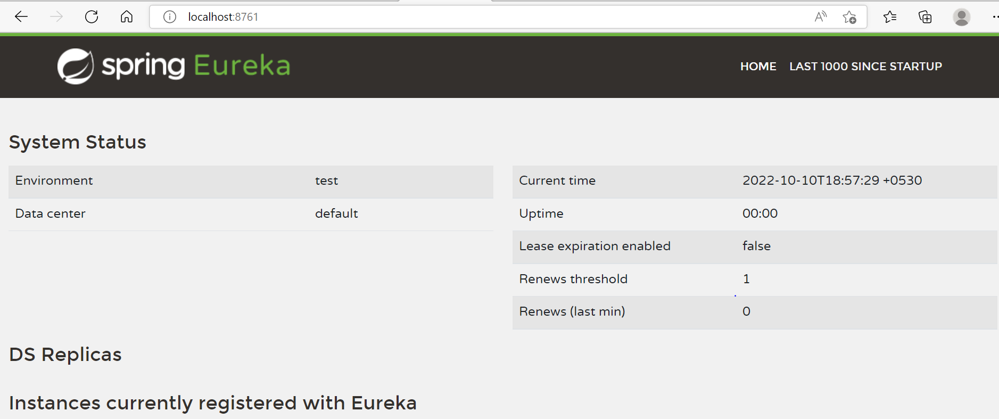 localhost:8761
spring Eureka
HOME LAST 1000 SINCE STARTUP
System Status
Environment test
Data center default
Current time 2022-10-10T18:57:29 +0530
Uptime 00:00
Lease expiration enabled false
Renews threshold 1
Renews (last min) 0
DS Replicas
Instances currently registered with Eureka